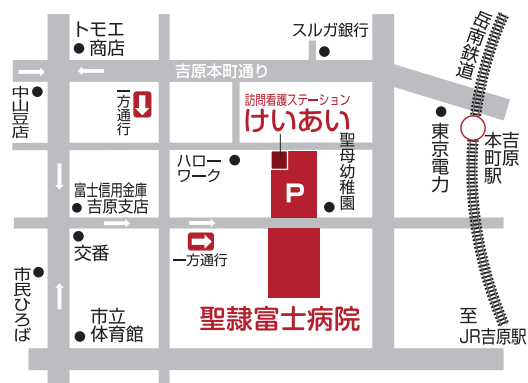 トモエ
商店
スルガ銀行
岳南鉄道
吉原本町通り
中山豆店
一方
通行
訪問看護ステーション
けいあい
東京電力
吉原
本町駅
ハロー
ワーク
聖母幼稚園
富士信用金庫
吉原支店
P
交番
一方通行
市民ひろば
市立
体育館
聖隷富士病院
至
JR吉原駅